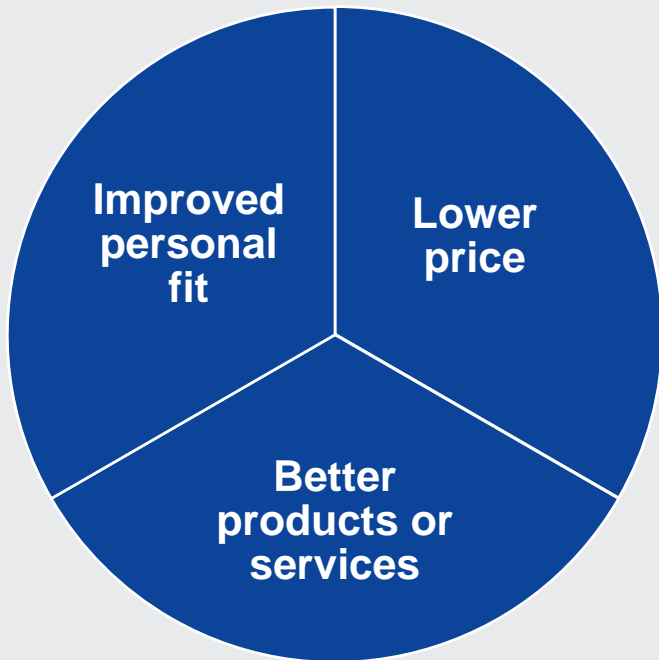 Improved
personal
fit
Lower
price
Better
products or
services